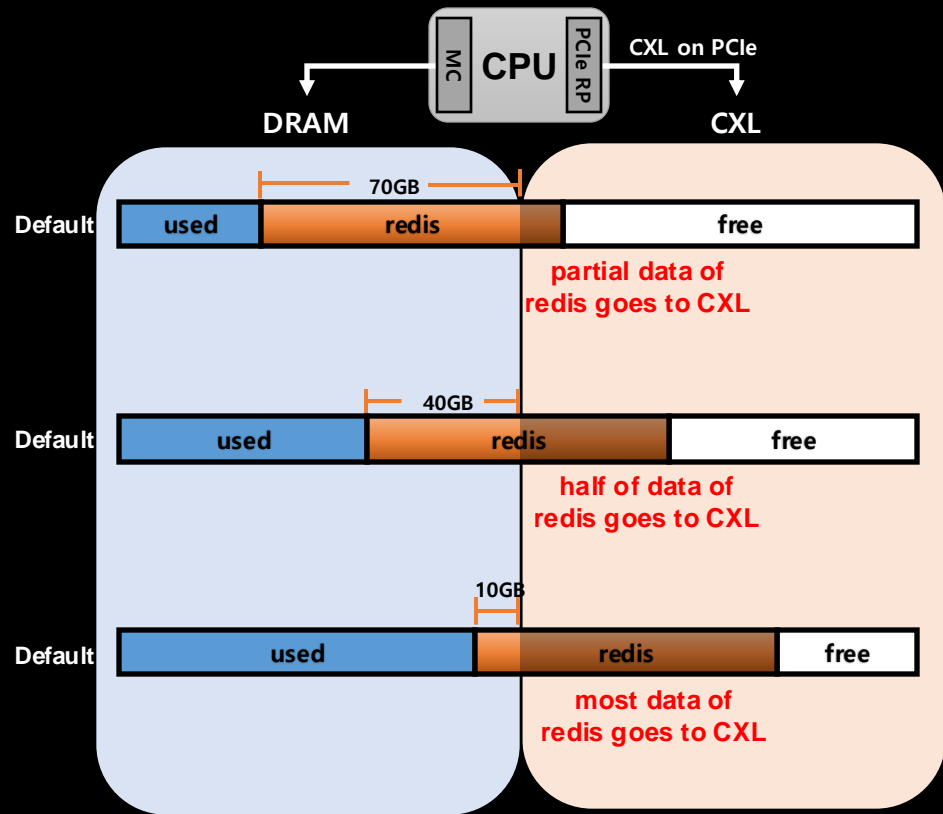 MC
CPU
PCIe RP
CXL on PCIe
DRAM
CXL
70GB
Default
used
redis
free
partial data of
redis goes to CXL
40GB
Default
used
redis
free
half of data of
redis goes to CXL
10GB
Default
used
redis
free
most data of
redis goes to CXL